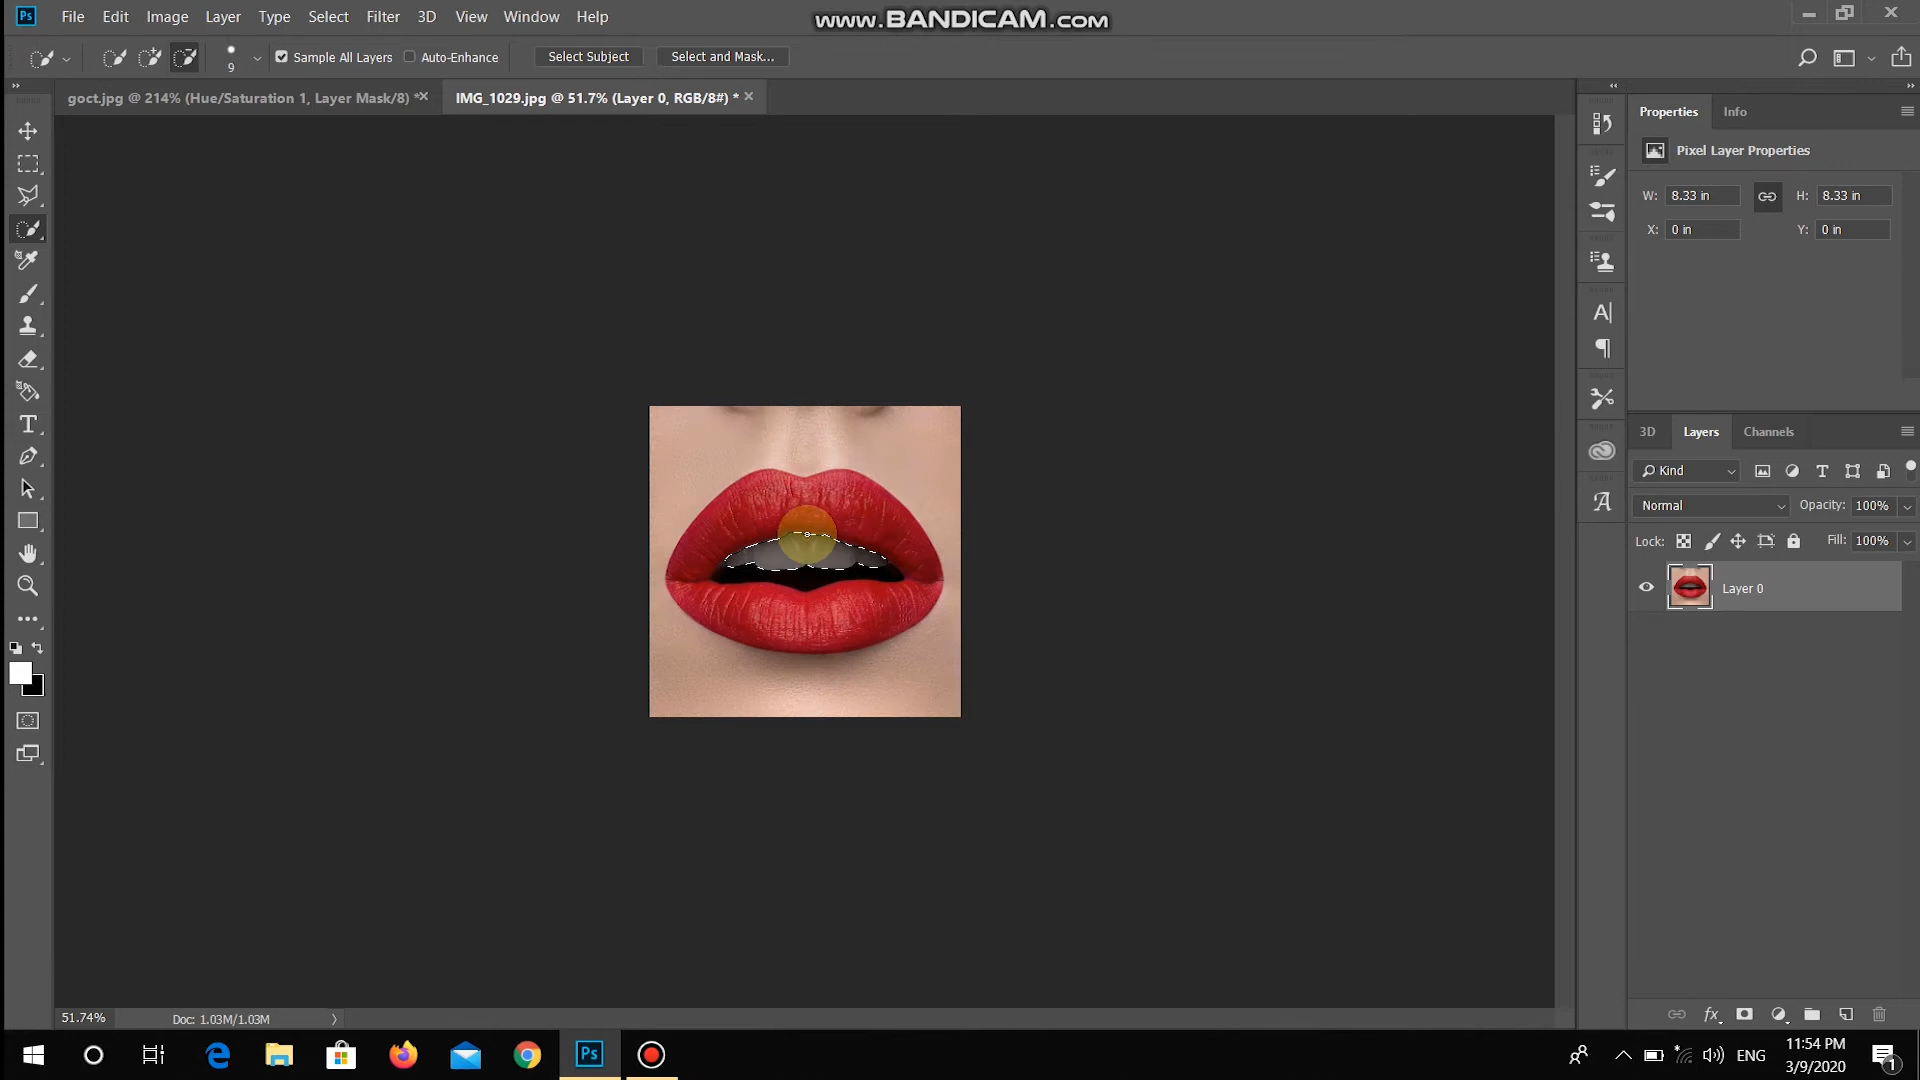 Ps File Edit Image Layer Type Select Filter 3D View Window Help
www.BANDICAM.com
9 Sample All Layers Auto-Enhance Select Subject Select and Mask...
goct.jpg @ 214% (Hue/Saturation 1, Layer Mask/8) * IMG_1029.jpg @ 51.7% (Layer 0, RGB/8#) *
Properties Info
Pixel Layer Properties
W: 8.33 in H: 8.33 in
X: 0 in Y: 0 in
3D Layers Channels
Kind
Normal Opacity: 100%
Lock: Fill: 100%
Layer 0
51.74% Doc: 1.03M/1.03M
Ps ENG 11:54 PM
3/9/2020
1